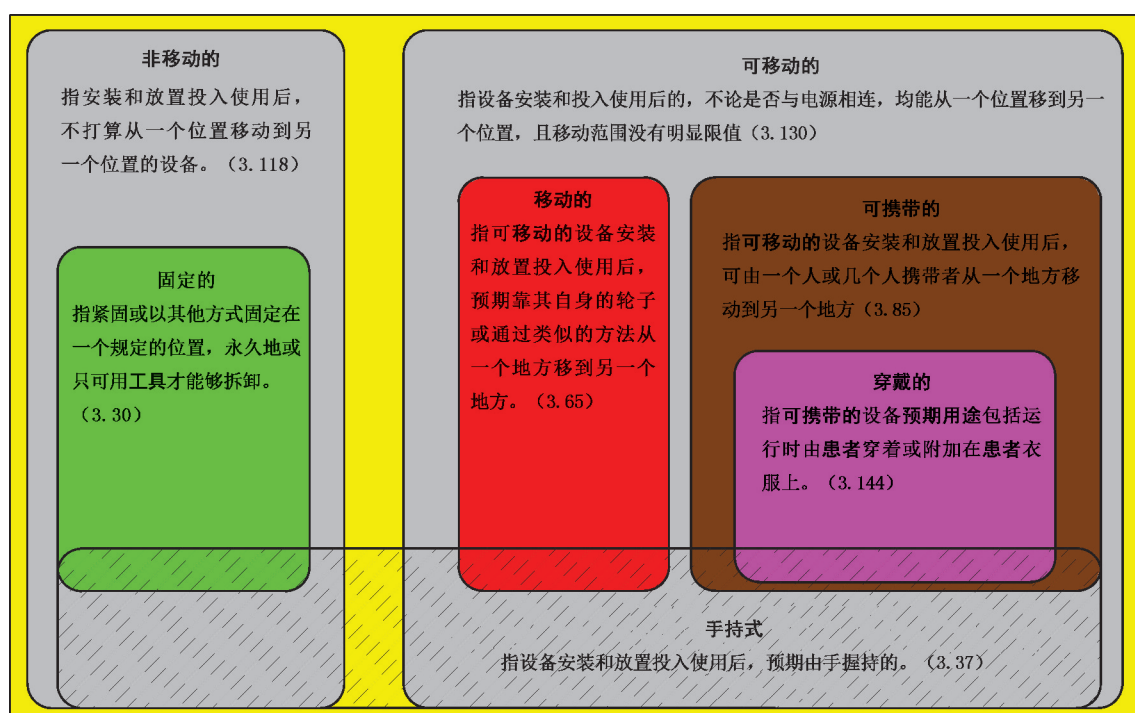 非移动的
指安装和放置投入使用后，
不打算从一个位置移动到另
一个位置的设备。（3.118）
固定的
指紧固或以其他方式固定在
一个规定的位置，永久地或
只可用工具才能够拆卸。
（3.30）
可移动的
指设备安装和投入使用后的，不论是否与电源相连，均能从一个位置移到另一
个位置，且移动范围没有明显限值（3.130）
移动的
指可移动的设备安装
和放置投入使用后，
预期靠其自身的轮子
或通过类似的方法从
一个地方移到另一个
地方。（3.65）
可携带的
指可移动的设备安装和放置投入使用后，
可由一个人或几个人携带者从一个地方移
动到另一个地方（3.85）
穿戴的
指可携带的设备预期用途包括运
行时由患者穿着或附加在患者衣
服上。（3.144）
手持式
指设备安装和放置投入使用后，预期由手握持的。（3.37）